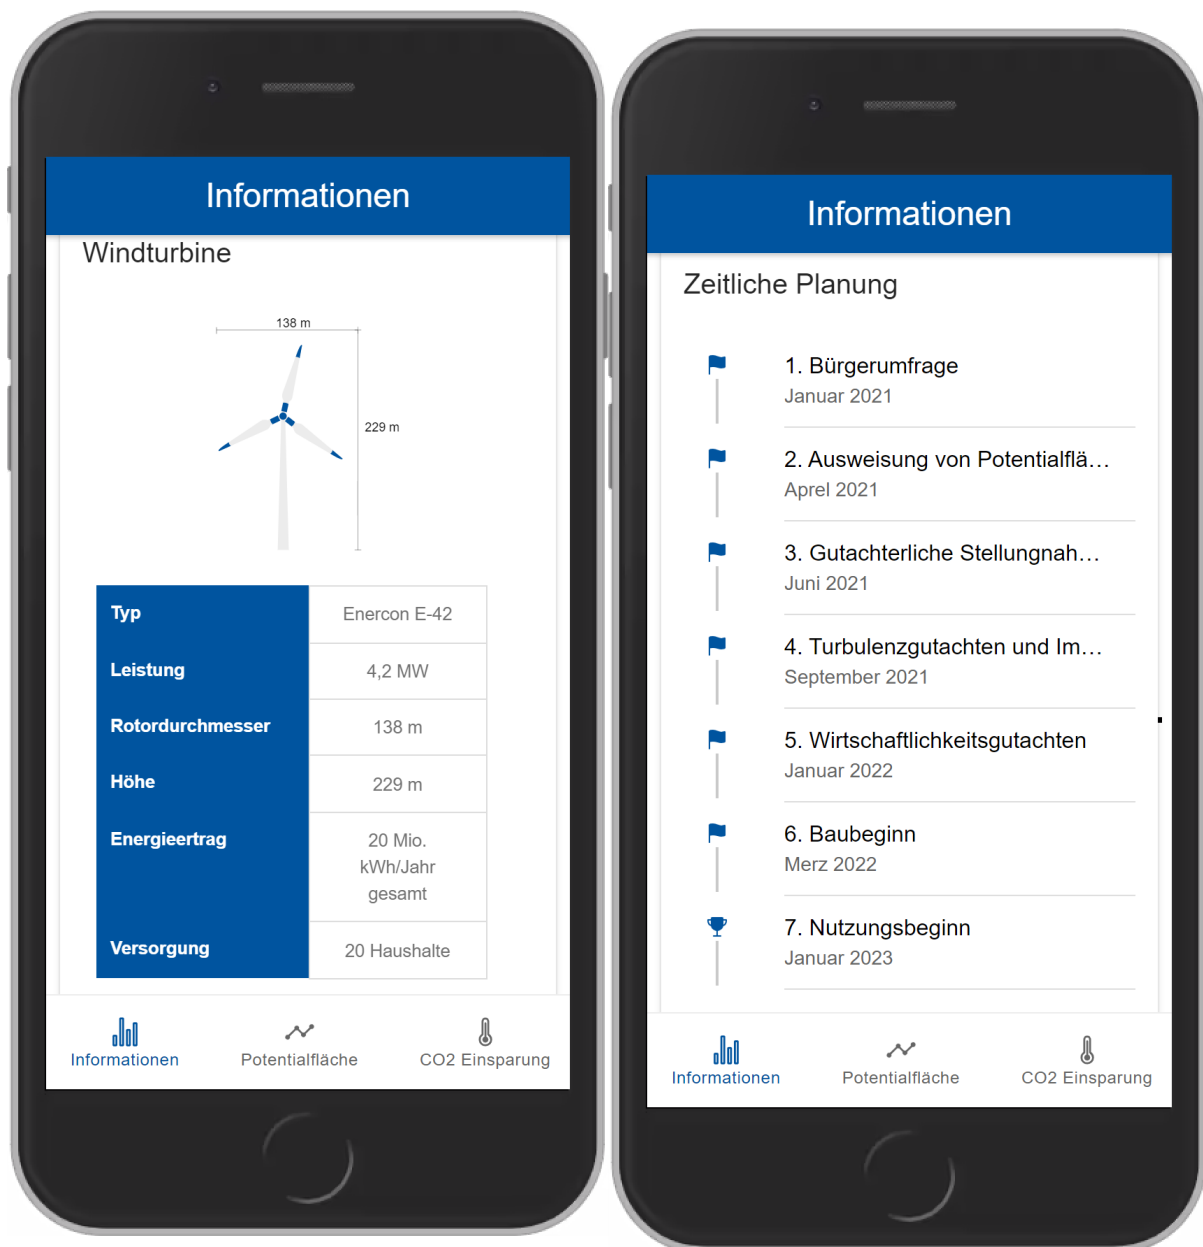 Informationen
Windturbine
138 m
229 m
Typ
Enercon E-42
Leistung
4,2 MW
Rotordurchmesser
138 m
Höhe
229 m
Energieertrag
20 Mio.
kWh/Jahr
gesamt
Versorgung
20 Haushalte
Informationen
Potentialfläche
CO2 Einsparung
Informationen
Zeitliche Planung
1. Bürgerumfrage
Januar 2021
2. Ausweisung von Potentialflä…
Aprel 2021
3. Gutachterliche Stellungnah…
Juni 2021
4. Turbulenzgutachten und Im…
September 2021
5. Wirtschaftlichkeitsgutachten
Januar 2022
6. Baubeginn
Merz 2022
7. Nutzungsbeginn
Januar 2023
Informationen
Potentialfläche
CO2 Einsparung